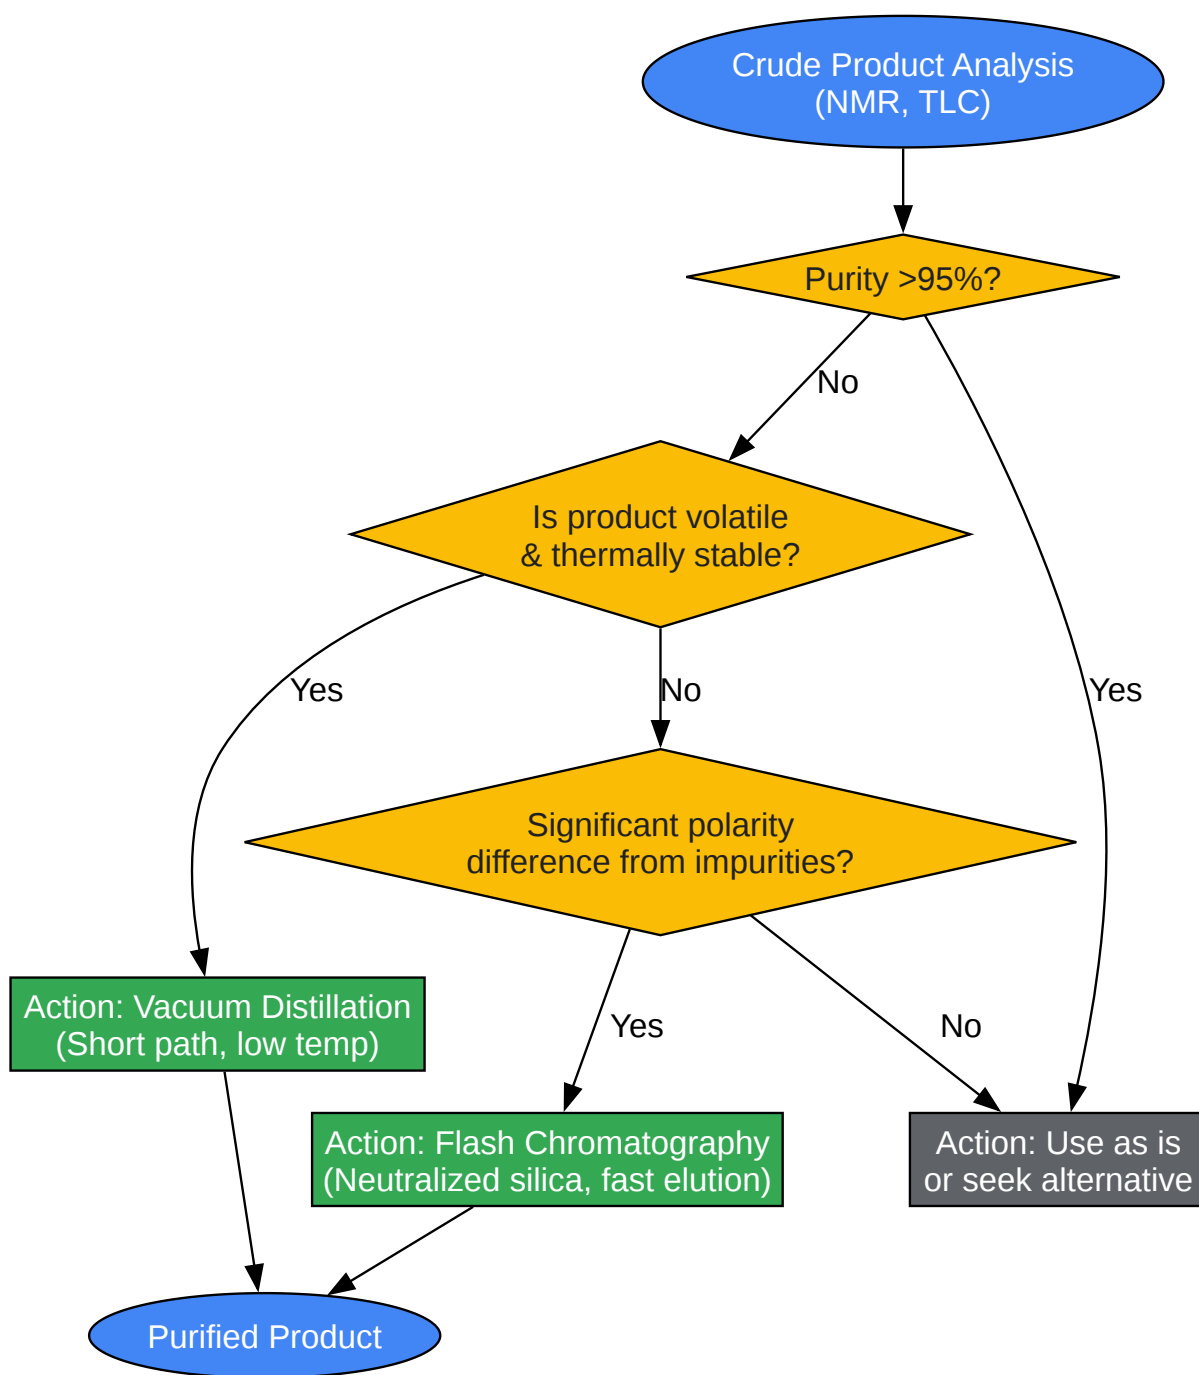 Crude Product Analysis
(NMR, TLC)
Purity >95%?
No
Is product volatile
& thermally stable?
Yes
No
Yes
Significant polarity
difference from impurities?
Action: Vacuum Distillation
(Short path, low temp)
Yes
No
Action: Flash Chromatography
(Neutralized silica, fast elution)
Action: Use as is
or seek alternative
Purified Product